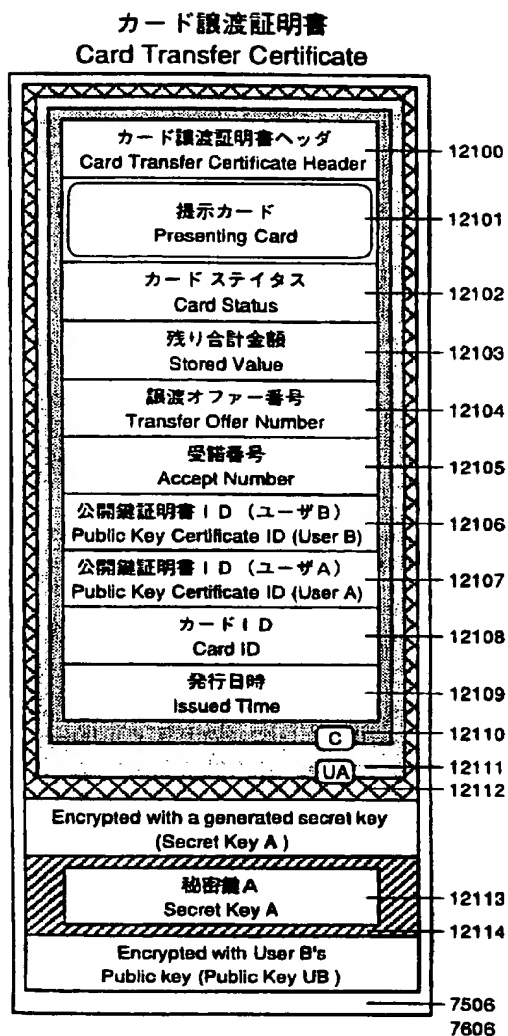 カード譲渡証明書
Card Transfer Certificate
カード譲渡証明書ヘッダ
Card Transfer Certificate Header
12100
提示カード
Presenting Card
12101
カード ステイタス
Card Status
12102
残り合計金額
Stored Value
12103
譲渡オファー番号
Transfer Offer Number
12104
受諾番号
Accept Number
12105
公開鍵証明書ID(ユーザB)
Public Key Certificate ID (User B)
12106
公開鍵証明書ID(ユーザA)
Public Key Certificate ID (User A)
12107
カードID
Card ID
12108
発行日時
Issued Time
12109
C
12110
UA
12111
12112
Encrypted with a generated secret key
(Secret Key A )
秘密鍵A
Secret Key A
12113
12114
Encrypted with User B's
Public key (Public Key UB )
7506
7606